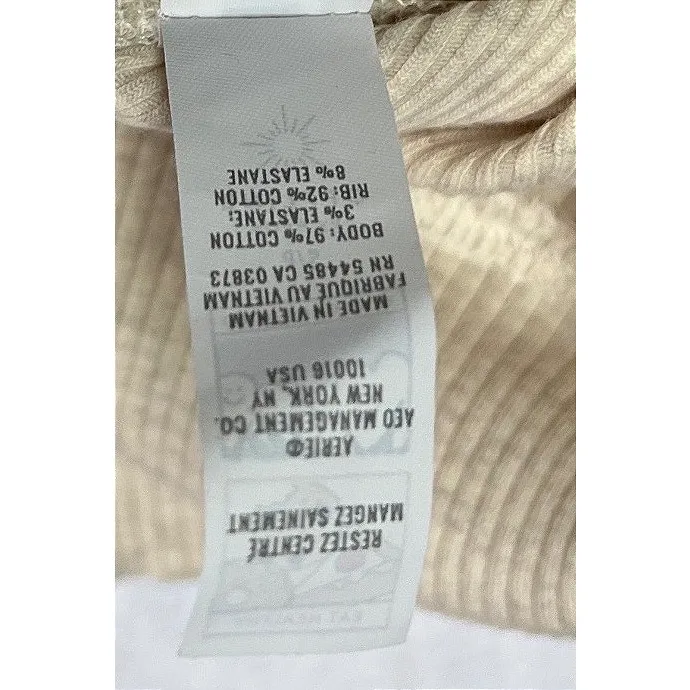 RESTEZ CENTRÉ
MANGEZ SAINEMENT
AERIE®
AEO MANAGEMENT CO.
NEW YORK, NY
10016 USA
MADE IN VIETNAM
FABRIQUÉ AU VIETNAM
RN 54485 CA 03873
BODY: 97% COTTON
3% ELASTANE;
RIB: 92% COTTON
8% ELASTANE